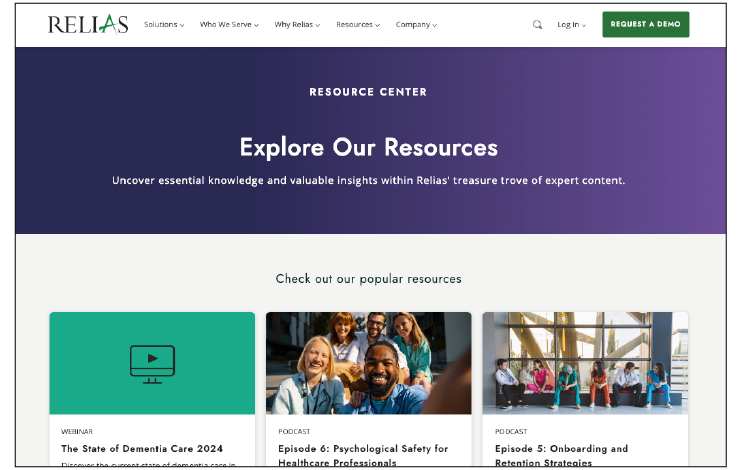 RELIAS
Solutions Who We Serve Why Relias Resources Company Log In REQUEST A DEMO
RESOURCE CENTER
Explore Our Resources
Uncover essential knowledge and valuable insights within Relias' treasure trove of expert content.
Check out our popular resources
WEBINAR
The State of Dementia Care 2024
Discover the current state of dementia care in
PODCAST
Episode 6: Psychological Safety for
Healthcare Professionals
PODCAST
Episode 5: Onboarding and
Retention Strategies